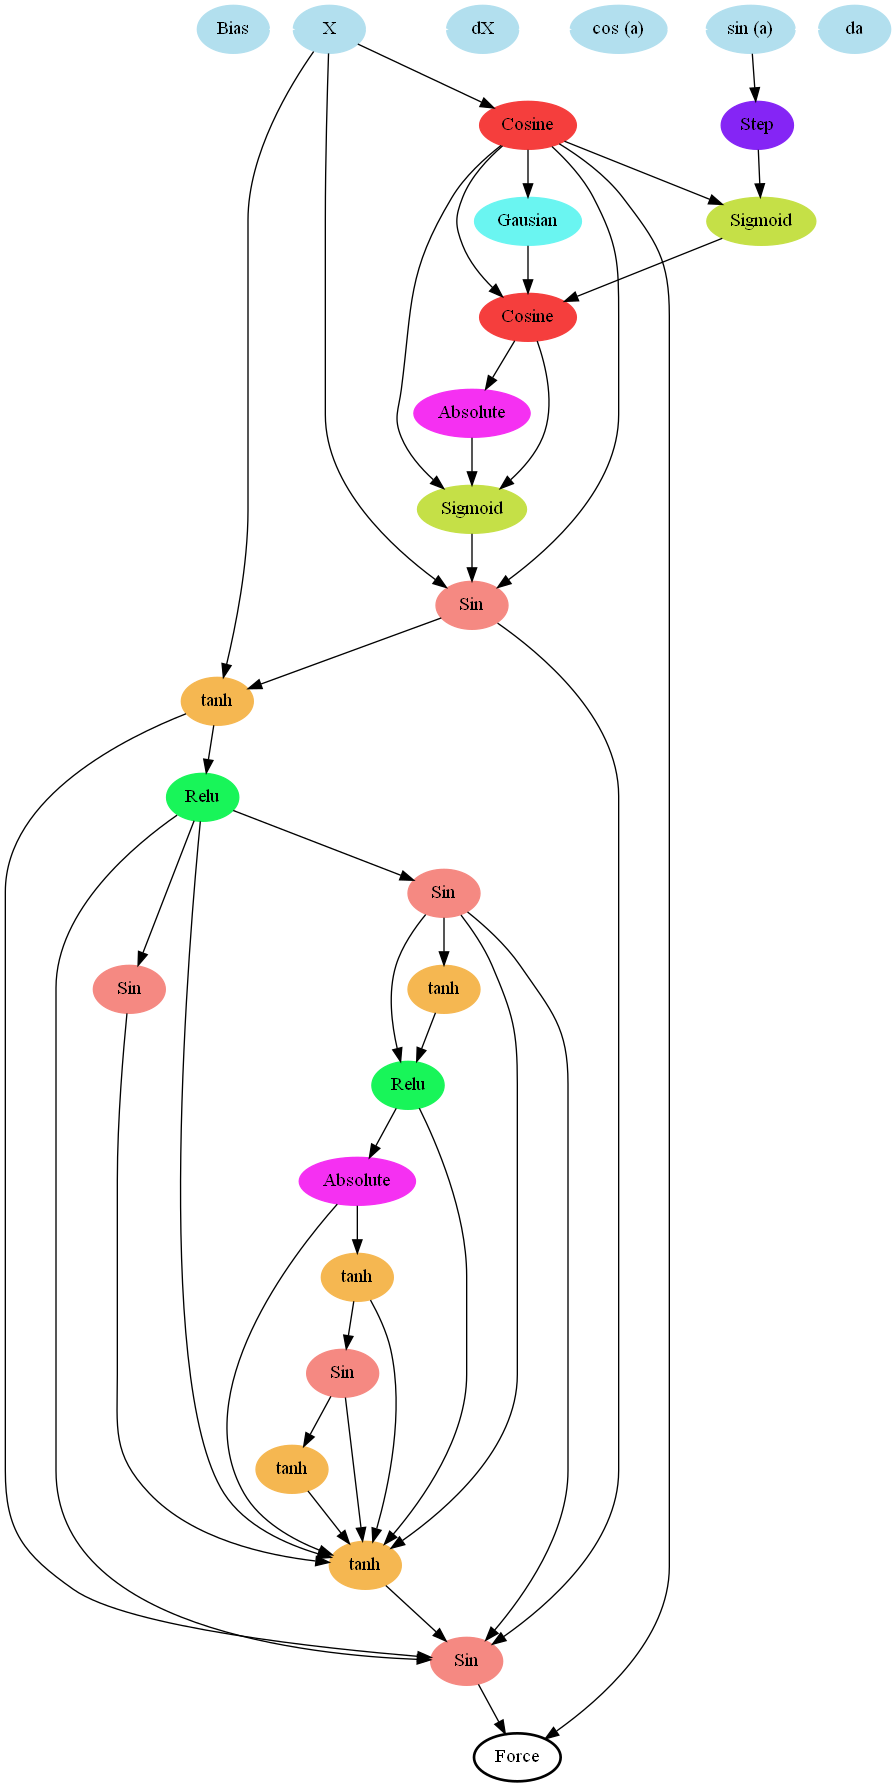 Bias
X
dX
cos (a)
sin (a)
da
Cosine
Step
Gausian
Sigmoid
Cosine
Absolute
Sigmoid
Sin
tanh
Relu
Sin
Sin
tanh
Relu
Absolute
tanh
Sin
tanh
tanh
Sin
Force